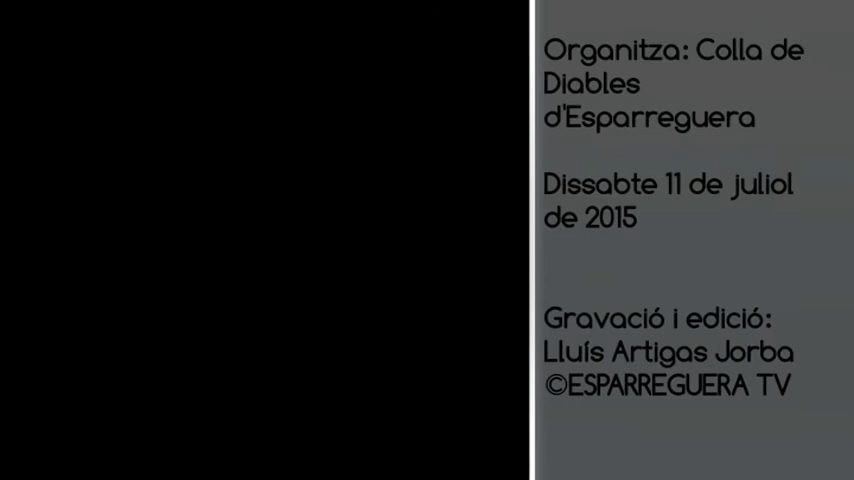 Organitza: Colla de
Diables
d'Esparreguera
Dissabte 11 de juliol
de 2015
Gravació i edició:
Lluís Artigas Jorba
©ESPARREGUERA TV